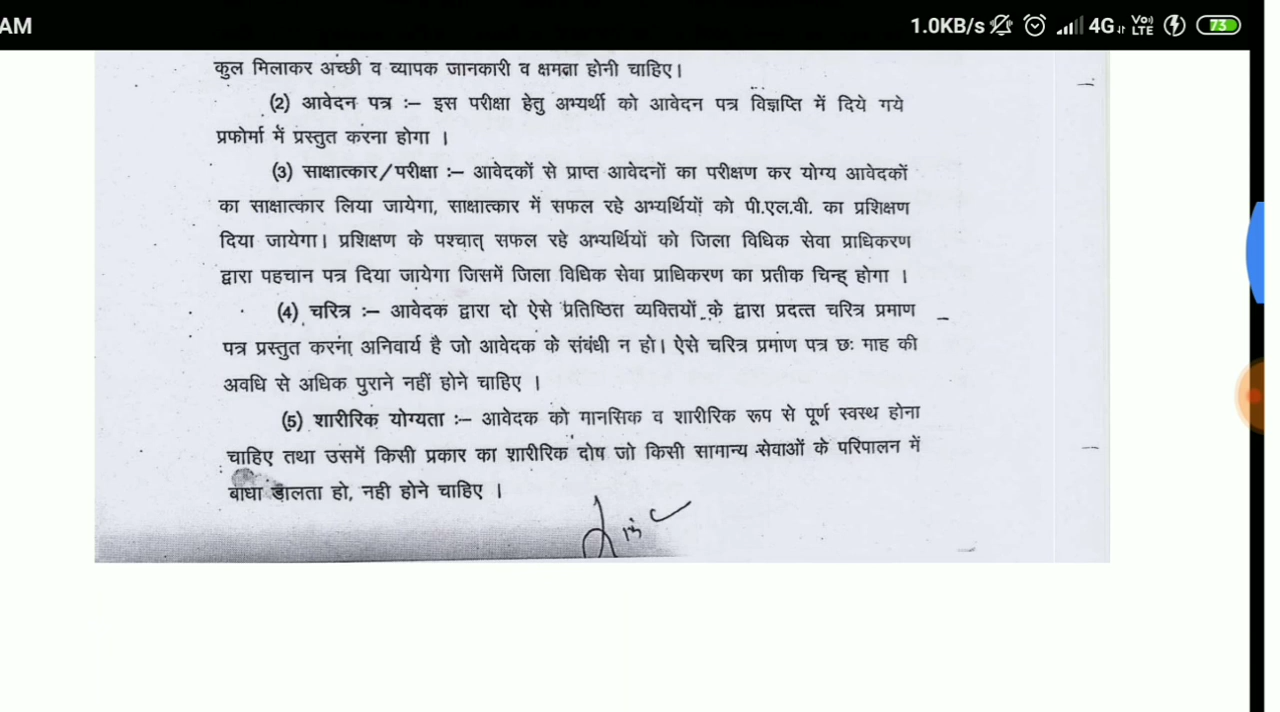 AM 1.0KB/s 4G VoLTE 73
कुल मिलाकर अच्छी व व्यापक जानकारी व क्षमता होनी चाहिए।
(2) आवेदन पत्र :– इस परीक्षा हेतु अभ्यर्थी को आवेदन पत्र विज्ञप्ति में दिये गये
प्रफोर्मा में प्रस्तुत करना होगा ।
(3) साक्षात्कार/परीक्षा :– आवेदकों से प्राप्त आवेदनों का परीक्षण कर योग्य आवेदकों
का साक्षात्कार लिया जायेगा, साक्षात्कार में सफल रहे अभ्यर्थियों को पी.एल.वी. का प्रशिक्षण
दिया जायेगा। प्रशिक्षण के पश्चात् सफल रहे अभ्यर्थियों को जिला विधिक सेवा प्राधिकरण
द्वारा पहचान पत्र दिया जायेगा जिसमें जिला विधिक सेवा प्राधिकरण का प्रतीक चिन्ह् होगा ।
(4) चरित्र :– आवेदक द्वारा दो ऐसे प्रतिष्ठित व्यक्तियों के द्वारा प्रदत्त चरित्र प्रमाण
पत्र प्रस्तुत करना अनिवार्य है जो आवेदक के संबंधी न हो। ऐसे चरित्र प्रमाण पत्र छः माह की
अवधि से अधिक पुराने नहीं होने चाहिए ।
(5) शारीरिक योग्यता :– आवेदक को मानसिक व शारीरिक रूप से पूर्ण स्वस्थ होना
चाहिए तथा उसमें किसी प्रकार का शारीरिक दोष जो किसी सामान्य सेवाओं के परिपालन में
बाधा डालता हो, नही होने चाहिए ।